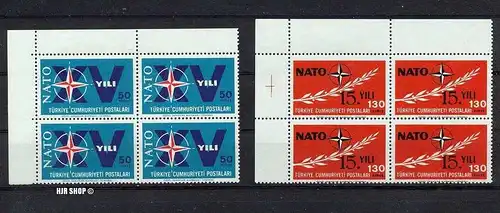 NATO XV YILI 50
TÜRKİYE CUMHURİYETİ POSTALARI
NATO XV YILI 50
TÜRKİYE CUMHURİYETİ POSTALARI
NATO XV YILI 50
TÜRKİYE CUMHURİYETİ POSTALARI
NATO XV YILI 50
TÜRKİYE CUMHURİYETİ POSTALARI
NATO
15. YILI
130
TÜRKİYE CUMHURİYETİ POSTALARI
NATO
15. YILI
130
TÜRKİYE CUMHURİYETİ POSTALARI
NATO
15. YILI
130
TÜRKİYE CUMHURİYETİ POSTALARI
NATO
15. YILI
130
TÜRKİYE CUMHURİYETİ POSTALARI
HJR SHOP ©